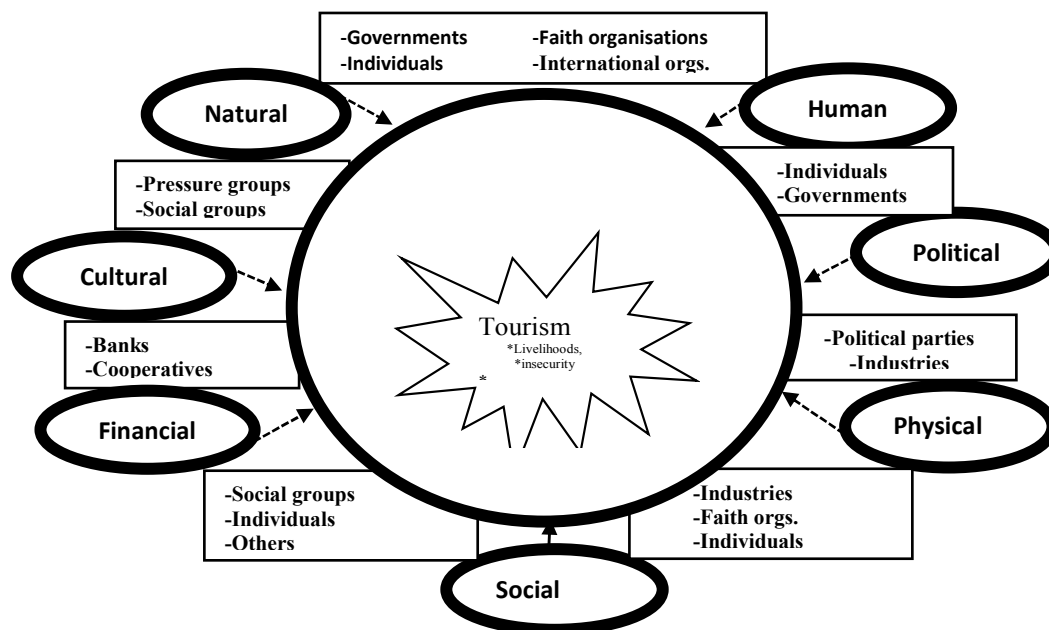 -Governments -Faith organisations
-Individuals -International orgs.
Natural
Human
-Pressure groups
-Social groups
-Individuals
-Governments
Cultural
Political
Tourism
*Livelihoods,
*insecurity
*
-Banks
-Cooperatives
-Political parties
-Industries
Financial
Physical
-Social groups
-Individuals
-Others
-Industries
-Faith orgs.
-Individuals
Social